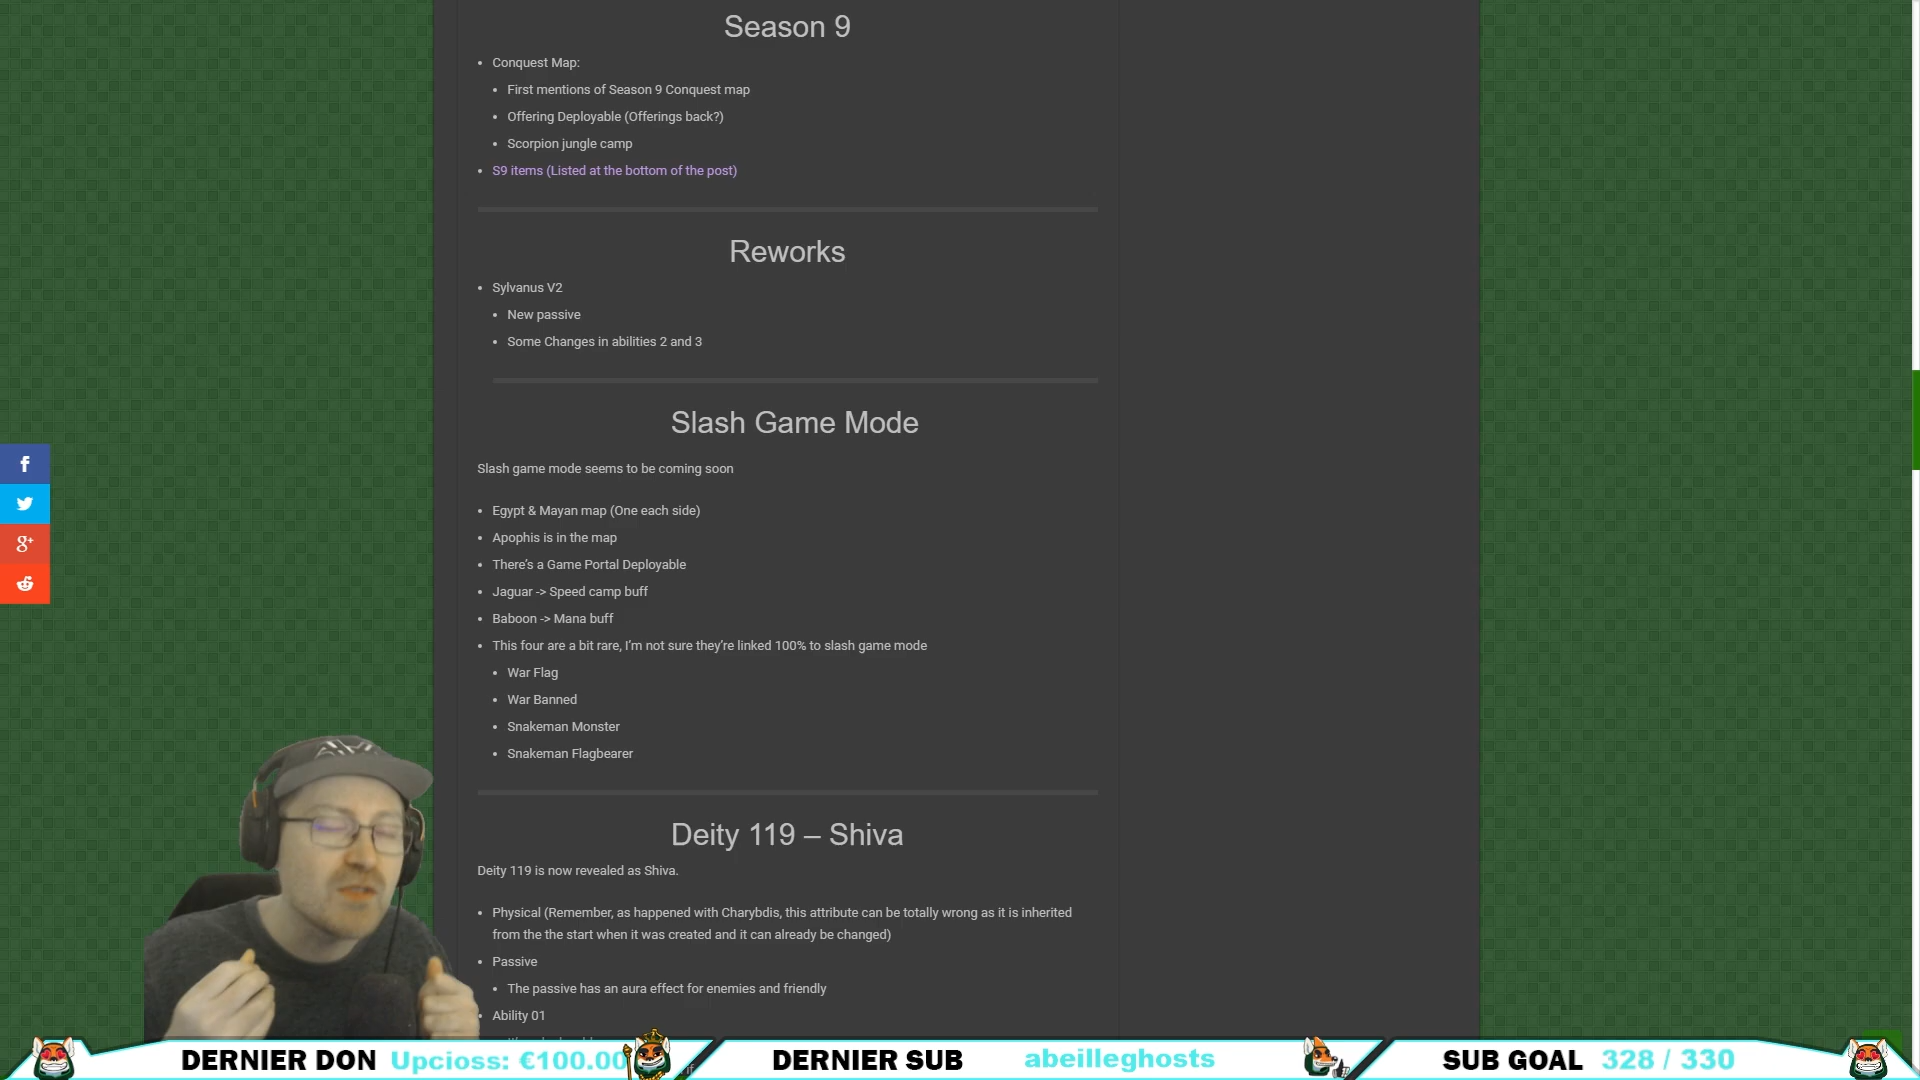 Season 9
Conquest Map:
First mentions of Season 9 Conquest map
Offering Deployable (Offerings back?)
Scorpion jungle camp
S9 items (Listed at the bottom of the post)
Reworks
Sylvanus V2
New passive
Some Changes in abilities 2 and 3
Slash Game Mode
Slash game mode seems to be coming soon
Egypt & Mayan map (One each side)
Apophis is in the map
There's a Game Portal Deployable
Jaguar -> Speed camp buff
Baboon -> Mana buff
This four are a bit rare, I'm not sure they're linked 100% to slash game mode
War Flag
War Banned
Snakeman Monster
Snakeman Flagbearer
Deity 119 – Shiva
Deity 119 is now revealed as Shiva.
Physical (Remember, as happened with Charybdis, this attribute can be totally wrong as it is inherited
from the the start when it was created and it can already be changed)
Passive
The passive has an aura effect for enemies and friendly
Ability 01
DERNIER DON Upcioss: €100.00 DERNIER SUB abeilleghosts SUB GOAL 328 / 330